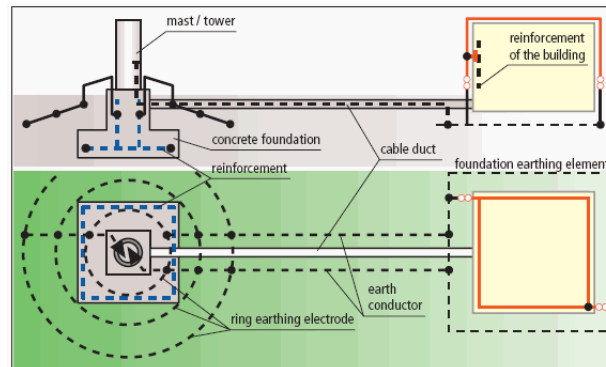 mast / tower
reinforcement
of the building
concrete foundation
reinforcement
cable duct
foundation earthing element
earth
conductor
ring earthing electrode